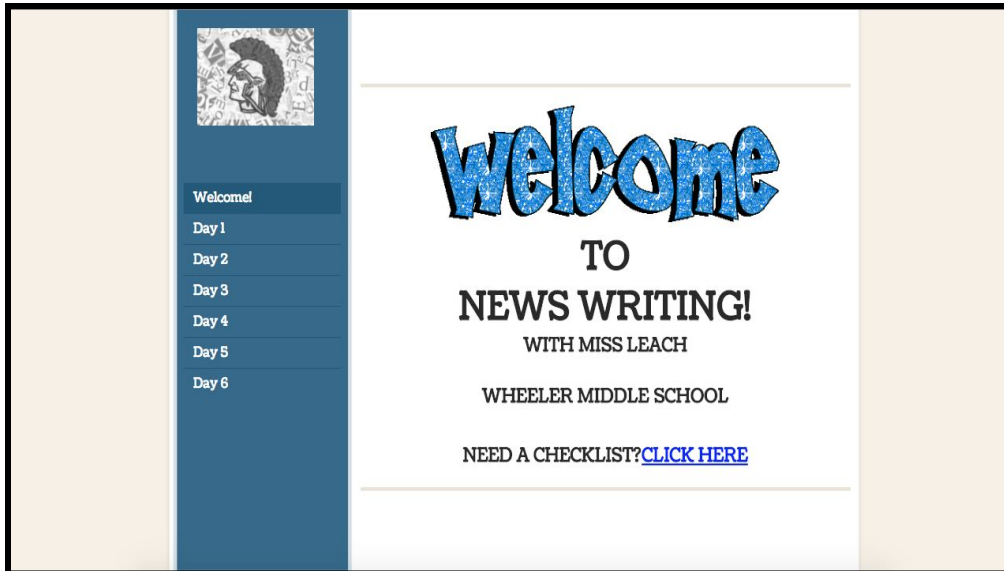 Welcome!
Day 1
Day 2
Day 3
Day 4
Day 5
Day 6
welcome
TO
NEWS WRITING!
WITH MISS LEACH
WHEELER MIDDLE SCHOOL
NEED A CHECKLIST?CLICK HERE